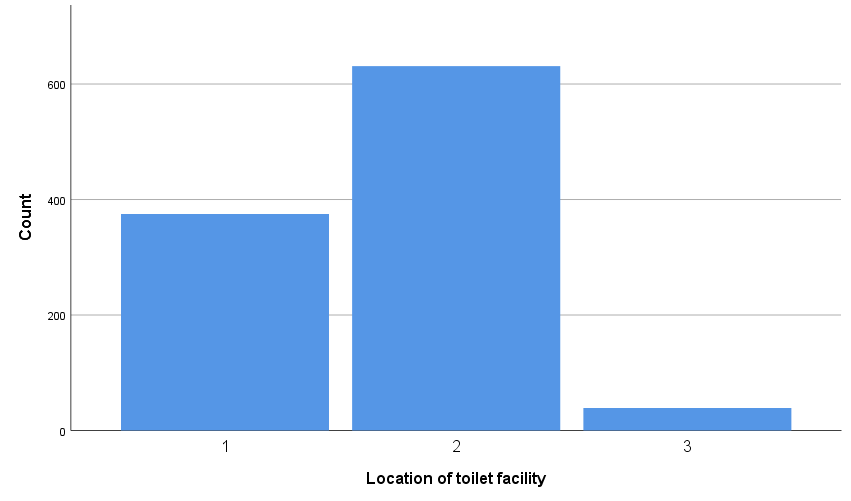 600
400
200
0
Count
1 2 3
Location of toilet facility